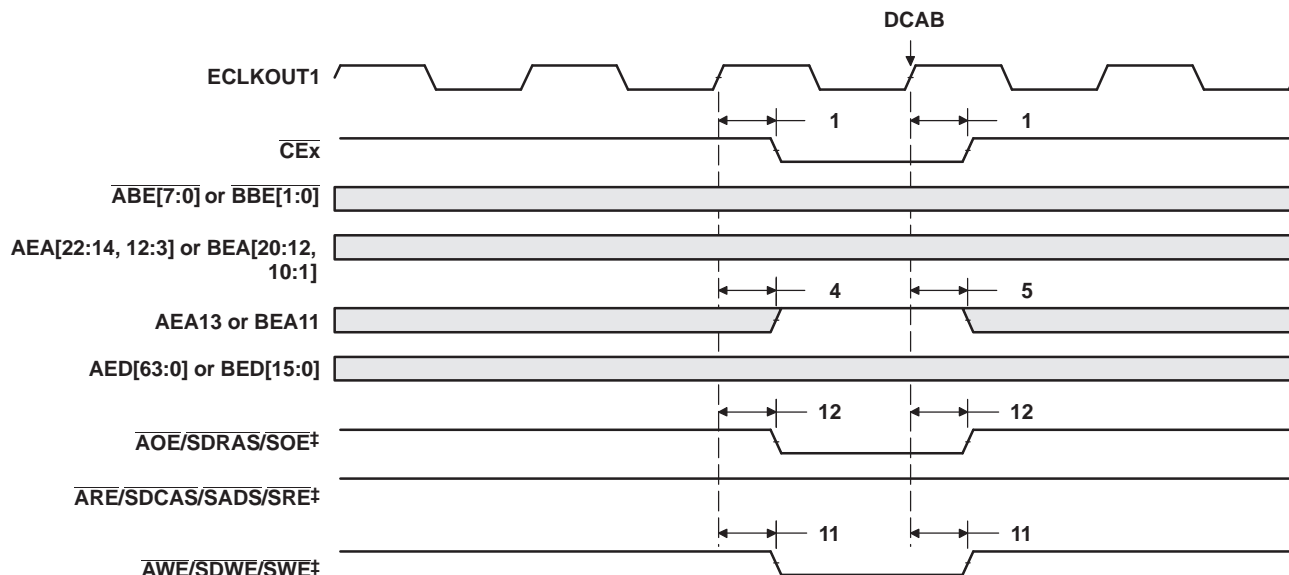 DCAB
ECLKOUT1
1 1
CEx
ABE[7:0] or BBE[1:0]
AEA[22:14, 12:3] or BEA[20:12,
10:1]
4 5
AEA13 or BEA11
AED[63:0] or BED[15:0]
12 12
AOE/SDRAS/SOE‡
ARE/SDCAS/SADS/SRE‡
11 11
AWE/SDWE/SWE‡